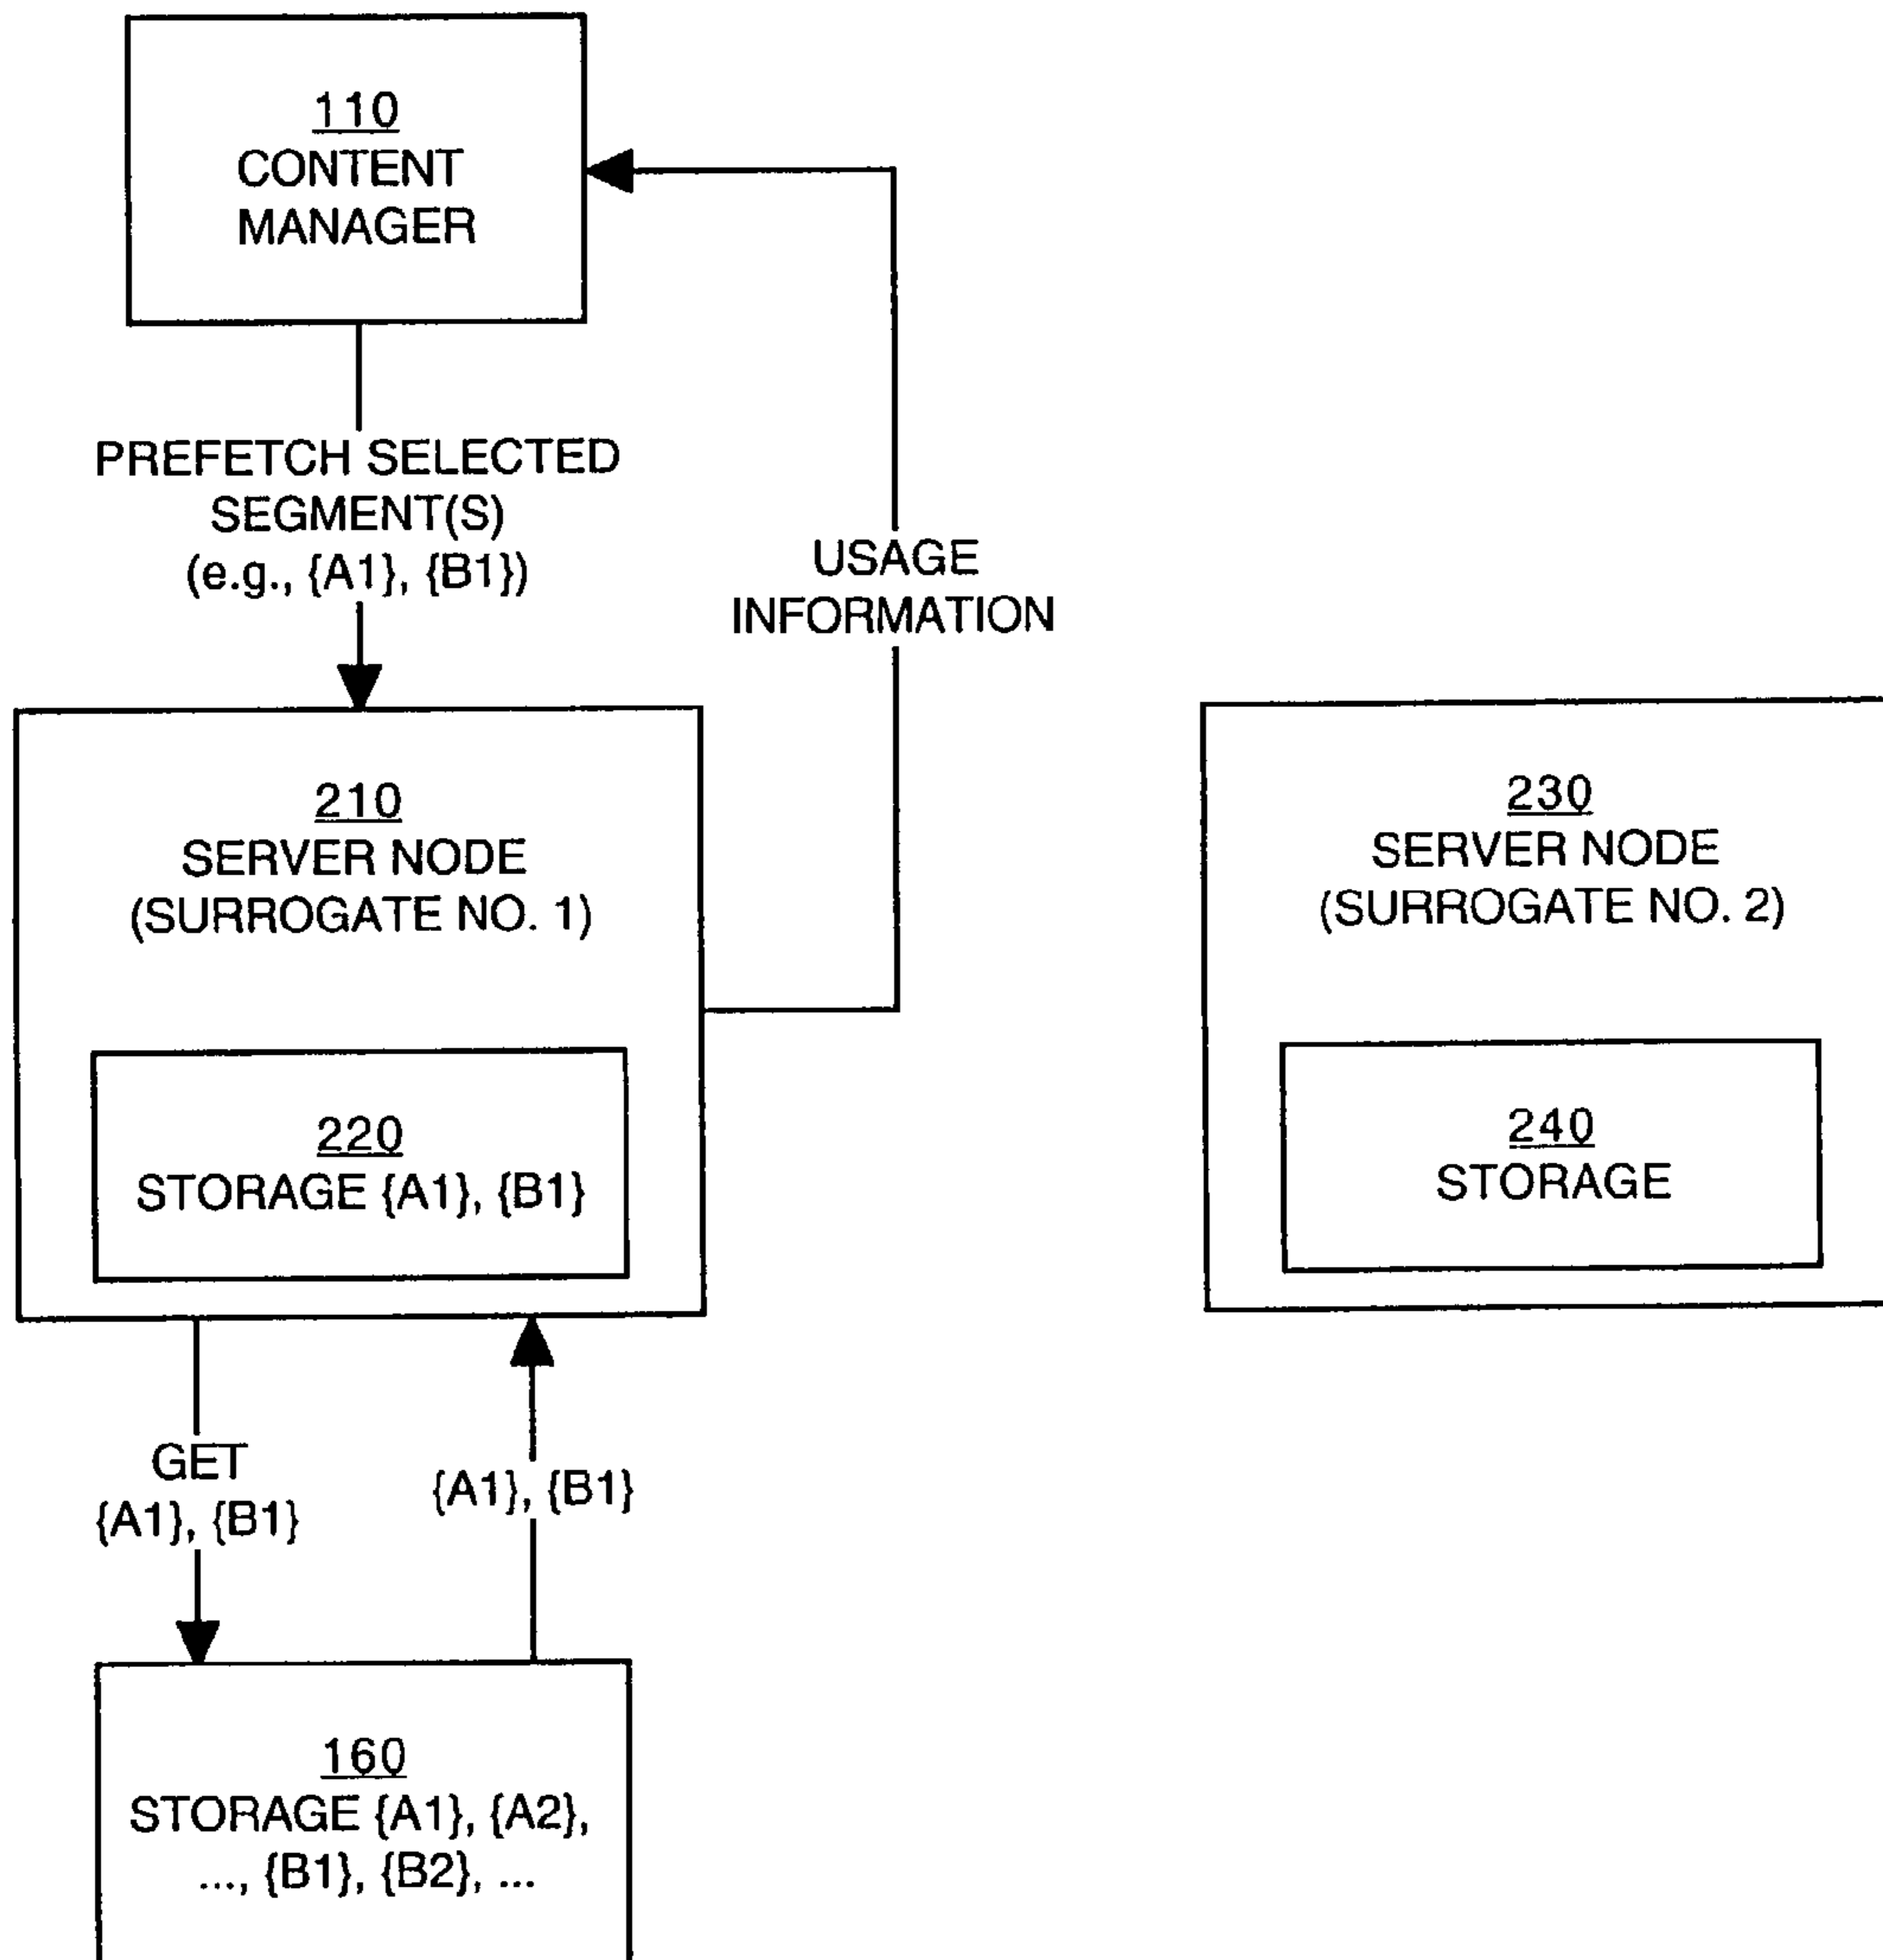 110
CONTENT
MANAGER
PREFETCH SELECTED
SEGMENT(S)
(e.g., {A1}, {B1})
USAGE
INFORMATION
210
SERVER NODE
(SURROGATE NO. 1)
220
STORAGE {A1}, {B1}
230
SERVER NODE
(SURROGATE NO. 2)
240
STORAGE
GET
{A1}, {B1}
{A1}, {B1}
160
STORAGE {A1}, {A2},
..., {B1}, {B2}, ...